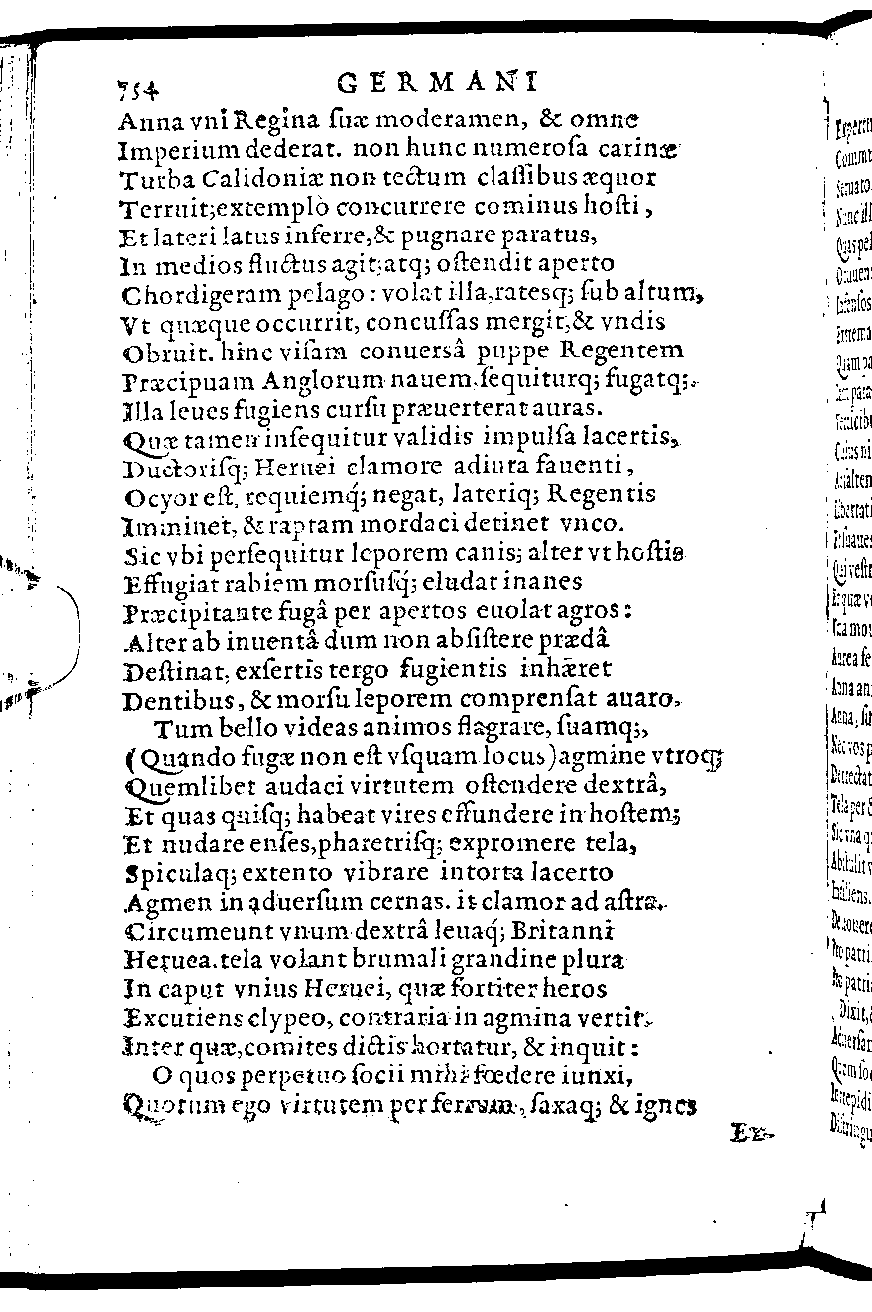 754 GERMANI
Anna vni Regina ſuæ moderamen, & omne
Imperium dederat. non hunc numeroſa carinæ
Turba Calidoniæ non tectum claſſibus æquor
Terruit; extemplò concurrere cominus hoſti,
Et lateri latus inferre, & pugnare paratus,
In medios fluctus agit; atq; oſtendit aperto
Chordigeram pelago: volat illa, ratesq; ſub altum,
Vt quæque occurrit, concuſſas mergit, & vndis
Obruit. hinc viſam conuersâ puppe Regentem
Præcipuam Anglorum nauem, ſequiturq; fugatq;.
Illa leues fugiens curſu præuerterat auras.
Quæ tamen inſequitur validis impulſa lacertis,
Ductoriſq; Heruei clamore adiuta fauenti,
Ocyor eſt, requiemq́; negat, lateriq; Regentis
Imminet, & raptam mordaci detinet vnco.
Sic vbi perſequitur leporem canis; alter vt hoſtis
Effugiat rabiem morſuſq́; eludat inanes
Præcipitante fugâ per apertos euolat agros:
Alter ab inuentâ dum non abſiſtere prædâ
Deſtinat, exſertis tergo fugientis inhæret
Dentibus, & morſu leporem comprenſat auaro.
Tum bello videas animos flagrare, ſuamq;,
(Quando fugæ non eſt vſquam locus) agmine vtroq;
Quemlibet audaci virtutem oſtendere dextrâ,
Et quas quiſq; habeat vires effundere in hoſtem;
Et nudare enſes, pharetriſq; expromere tela,
Spiculaq; extento vibrare intorta lacerto
Agmen in aduerſum cernas. it clamor ad aſtra.
Circumeunt vnum dextrâ leuaq́; Britanni
Heruea. tela volant brumali grandine plura
In caput vnius Heruei, quæ fortiter heros
Excutiens clypeo, contraria in agmina vertit.
Inter quæ, comites dictis hortatur, & inquit:
O quos perpetuo ſocii mihi fœdere iunxi,
Quorum ego virtutem per ferrum, ſaxaq; & ignes